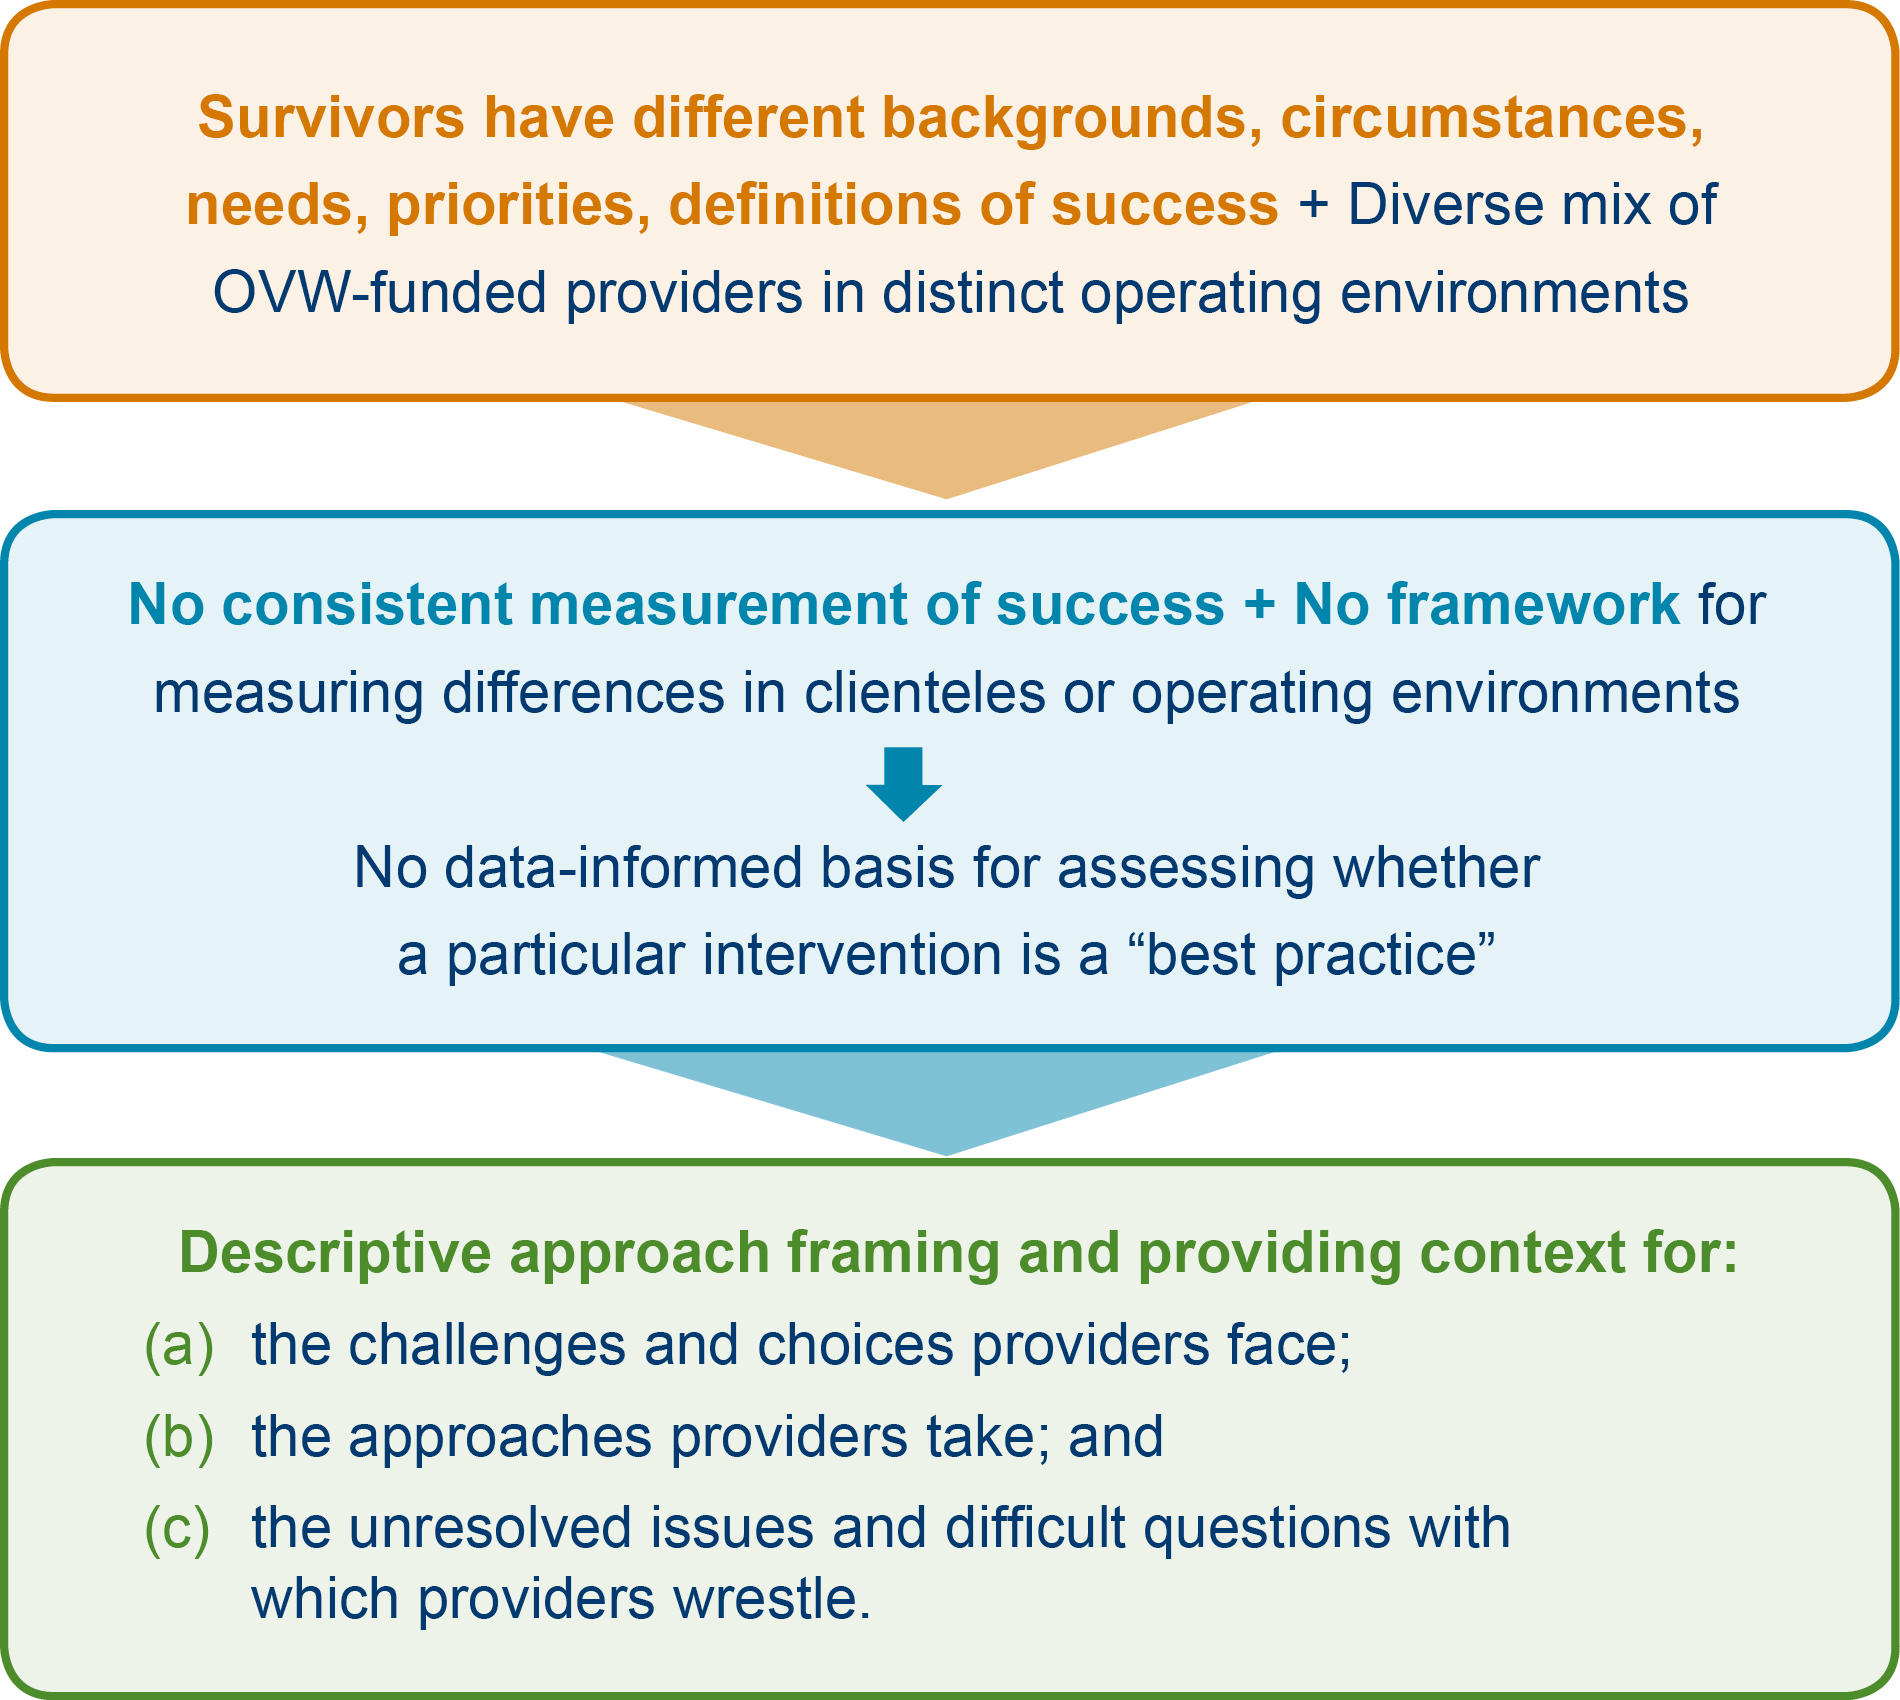 Survivors have different backgrounds, circumstances,
needs, priorities, definitions of success + Diverse mix of
OVW-funded providers in distinct operating environments
No consistent measurement of success + No framework for
measuring differences in clienteles or operating environments
No data-informed basis for assessing whether
a particular intervention is a “best practice”
Descriptive approach framing and providing context for:
(a) the challenges and choices providers face;
(b) the approaches providers take; and
(c) the unresolved issues and difficult questions with
which providers wrestle.